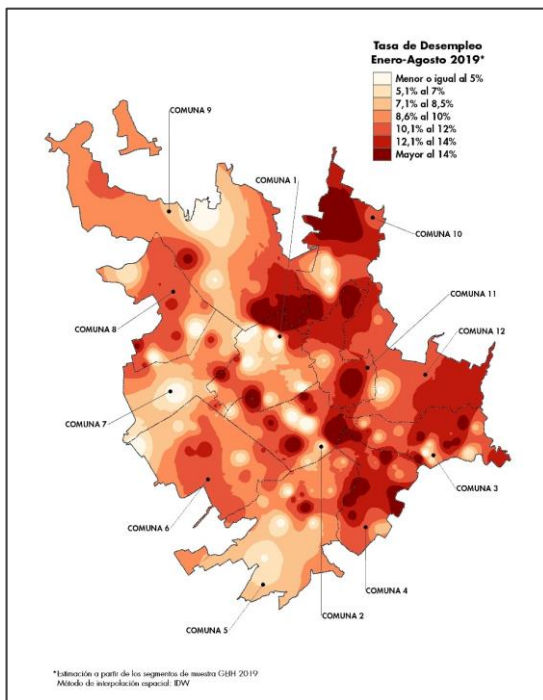 Tasa de Desempleo
Enero-Agosto 2019*
Menor o igual al 5%
5,1% al 7%
7,1% al 8,5%
8,6% al 10%
10,1% al 12%
12,1% al 14%
Mayor al 14%
COMUNA 9
COMUNA 1
COMUNA 10
COMUNA 11
COMUNA 8
COMUNA 12
COMUNA 7
COMUNA 3
COMUNA 6
COMUNA 4
COMUNA 2
COMUNA 5
*Estimación a partir de los segmentos de muestra GEIH 2019
Método de interpolación espacial: IDW